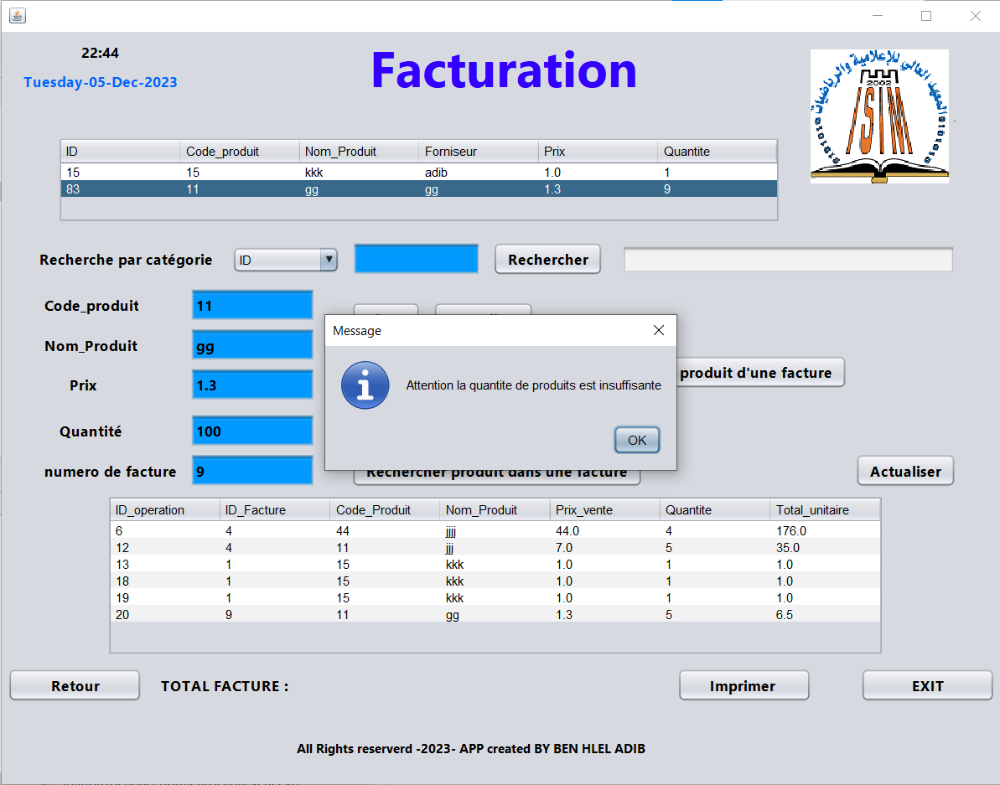 22:44
Tuesday-05-Dec-2023
Facturation
المعهد العالي للإعلامية والرياضيات
2002
ISIM
ID Code_produit Nom_Produit Forniseur Prix Quantite
15 15 kkk adib 1.0 1
83 11 gg gg 1.3 9
Recherche par catégorie ID Rechercher
Code_produit 11
Nom_Produit gg
Prix 1.3
Quantité 100
numero de facture 9
Message
Attention la quantite de produits est insuffisante
OK
produit d'une facture
Rechercher produit dans une facture
Actualiser
ID_operation ID_Facture Code_Produit Nom_Produit Prix_vente Quantite Total_unitaire
6 4 44 jjjj 44.0 4 176.0
12 4 11 jjj 7.0 5 35.0
13 1 15 kkk 1.0 1 1.0
18 1 15 kkk 1.0 1 1.0
19 1 15 kkk 1.0 1 1.0
20 9 11 gg 1.3 5 6.5
Retour TOTAL FACTURE : Imprimer EXIT
All Rights reserverd -2023- APP created BY BEN HLEL ADIB